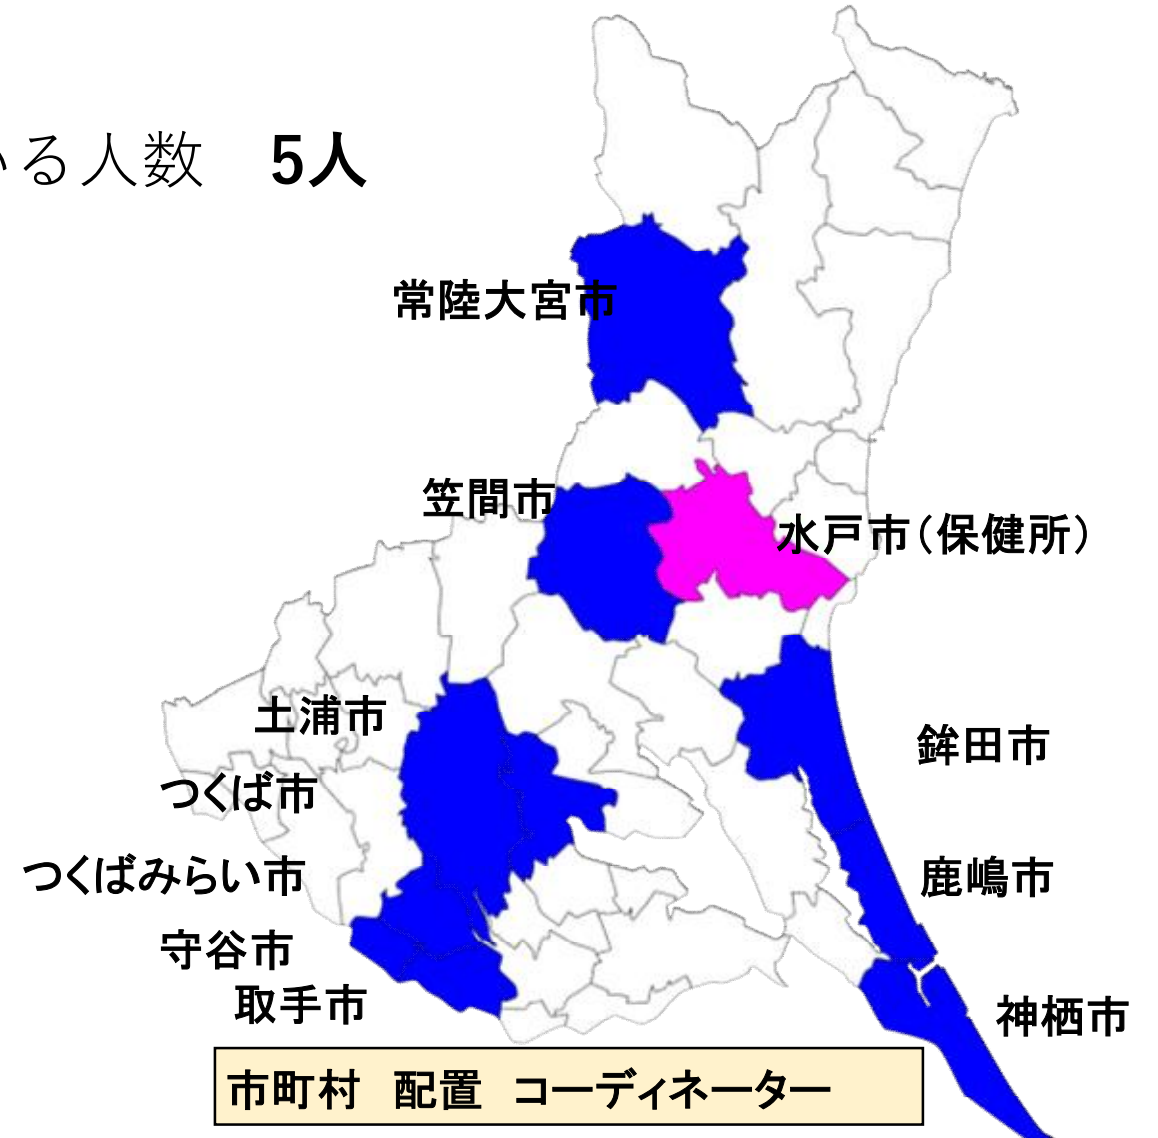 いる人数　5人
常陸大宮市
笠間市
水戸市（保健所）
土浦市
鉾田市
つくば市
つくばみらい市
鹿嶋市
守谷市
取手市
神栖市
市町村　配置　コーディネーター